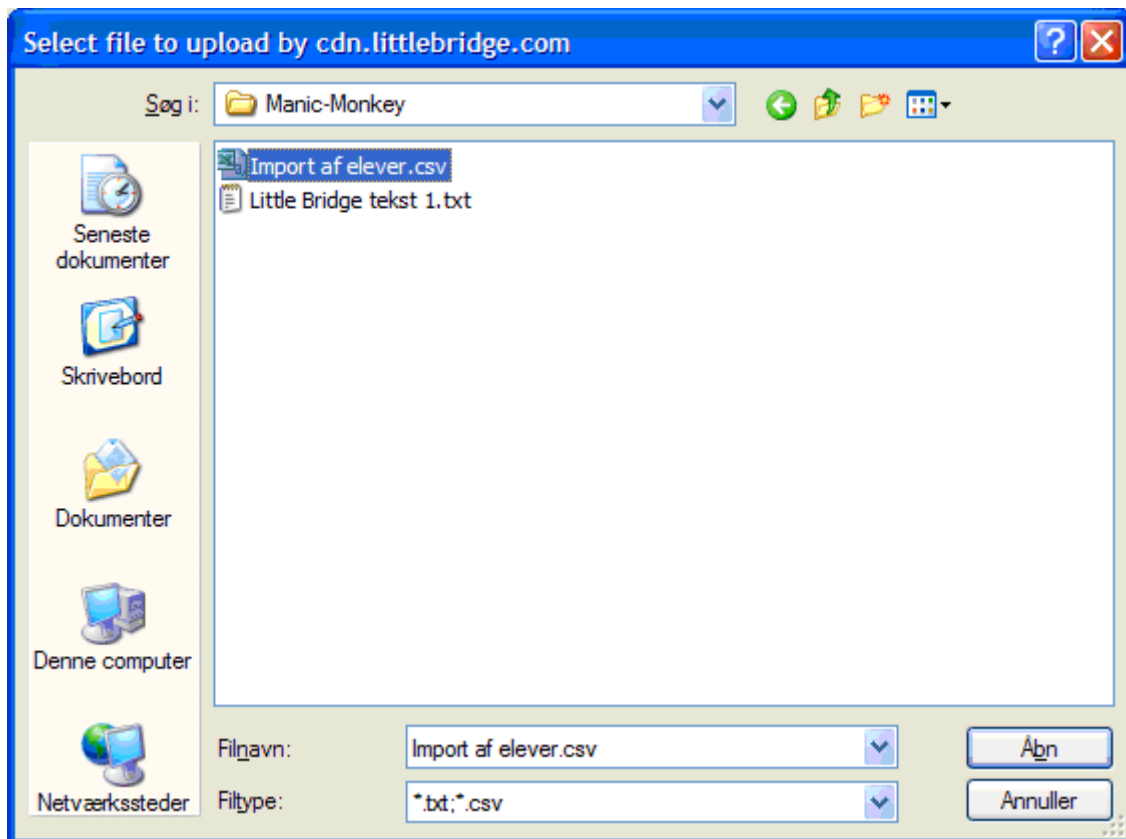 Select file to upload by cdn.littlebridge.com
Søg i:
Manic-Monkey
Import af elever.csv
Little Bridge tekst 1.txt
Seneste
dokumenter
Skrivebord
Dokumenter
Denne computer
Netværkssteder
Filnavn:
Import af elever.csv
Åbn
Filtype:
*.txt;*.csv
Annuller